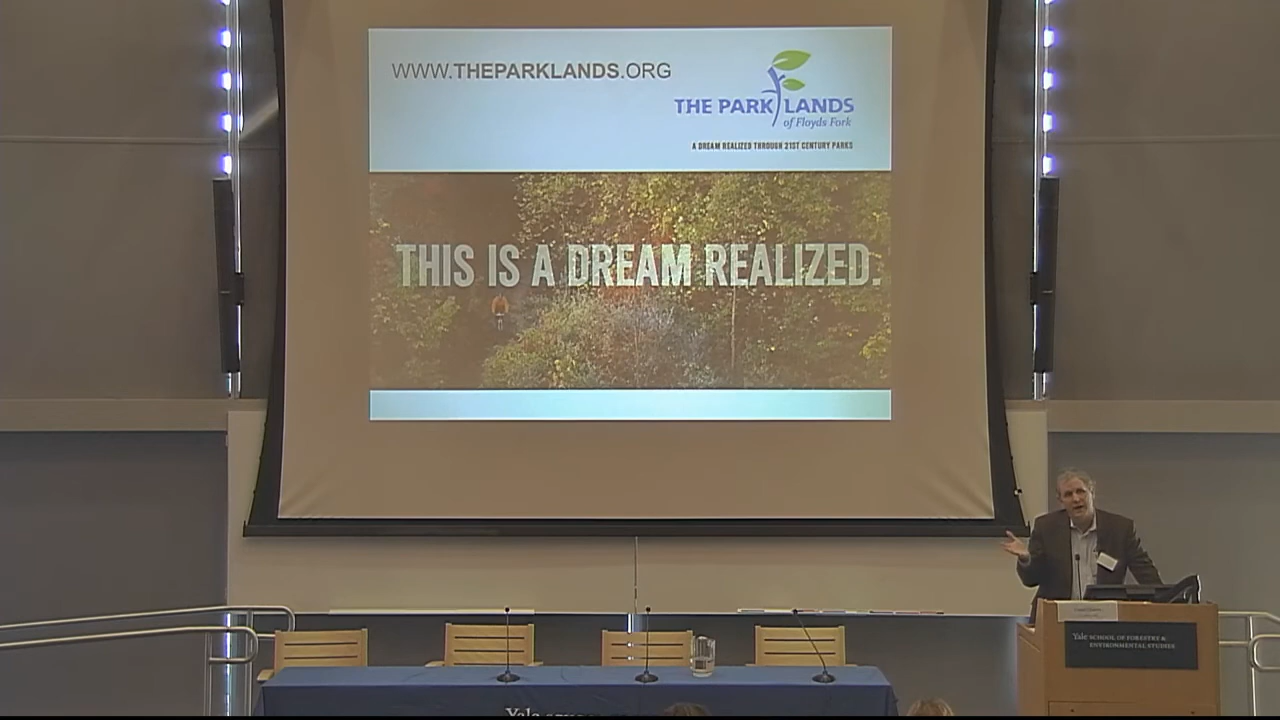 WWW.THEPARKLANDS.ORG
THE PARKLANDS
of Floyds Fork
A DREAM REALIZED THROUGH 21ST CENTURY PARKS
THIS IS A DREAM REALIZED.
Yale SCHOOL OF FORESTRY &
ENVIRONMENTAL STUDIES
Yale